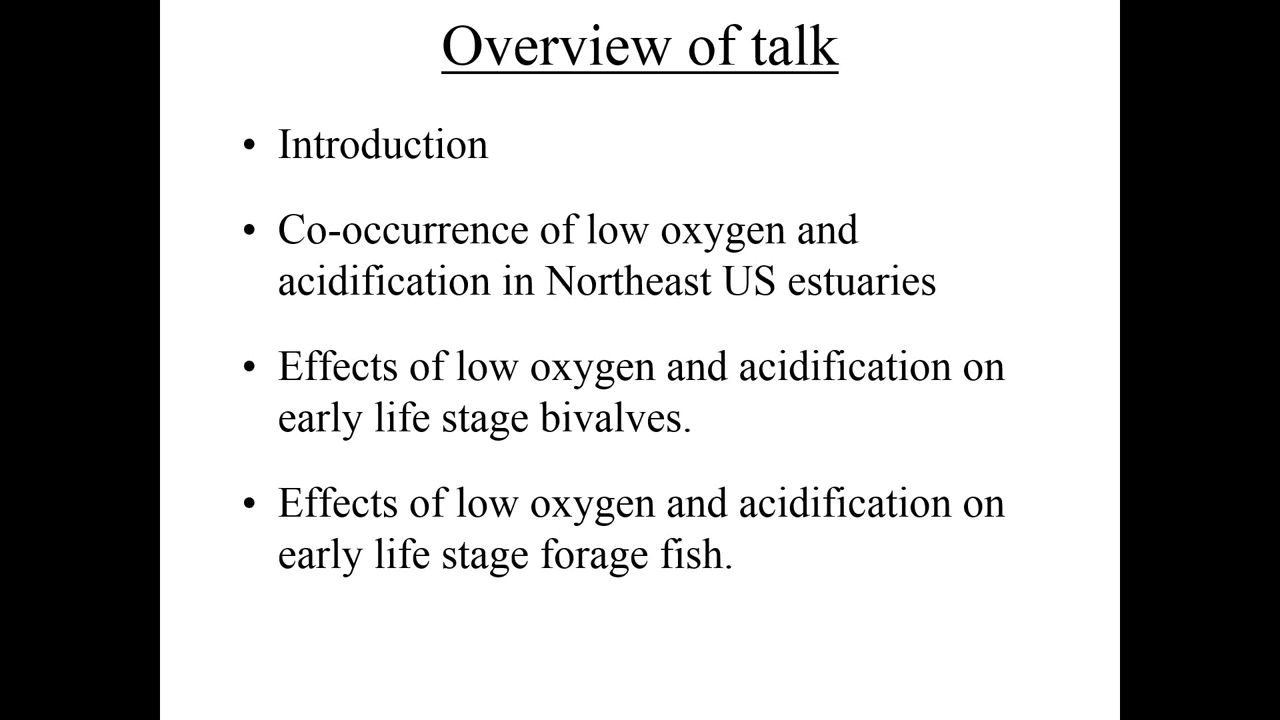 Overview of talk
• Introduction
• Co-occurrence of low oxygen and
acidification in Northeast US estuaries
• Effects of low oxygen and acidification on
early life stage bivalves.
• Effects of low oxygen and acidification on
early life stage forage fish.